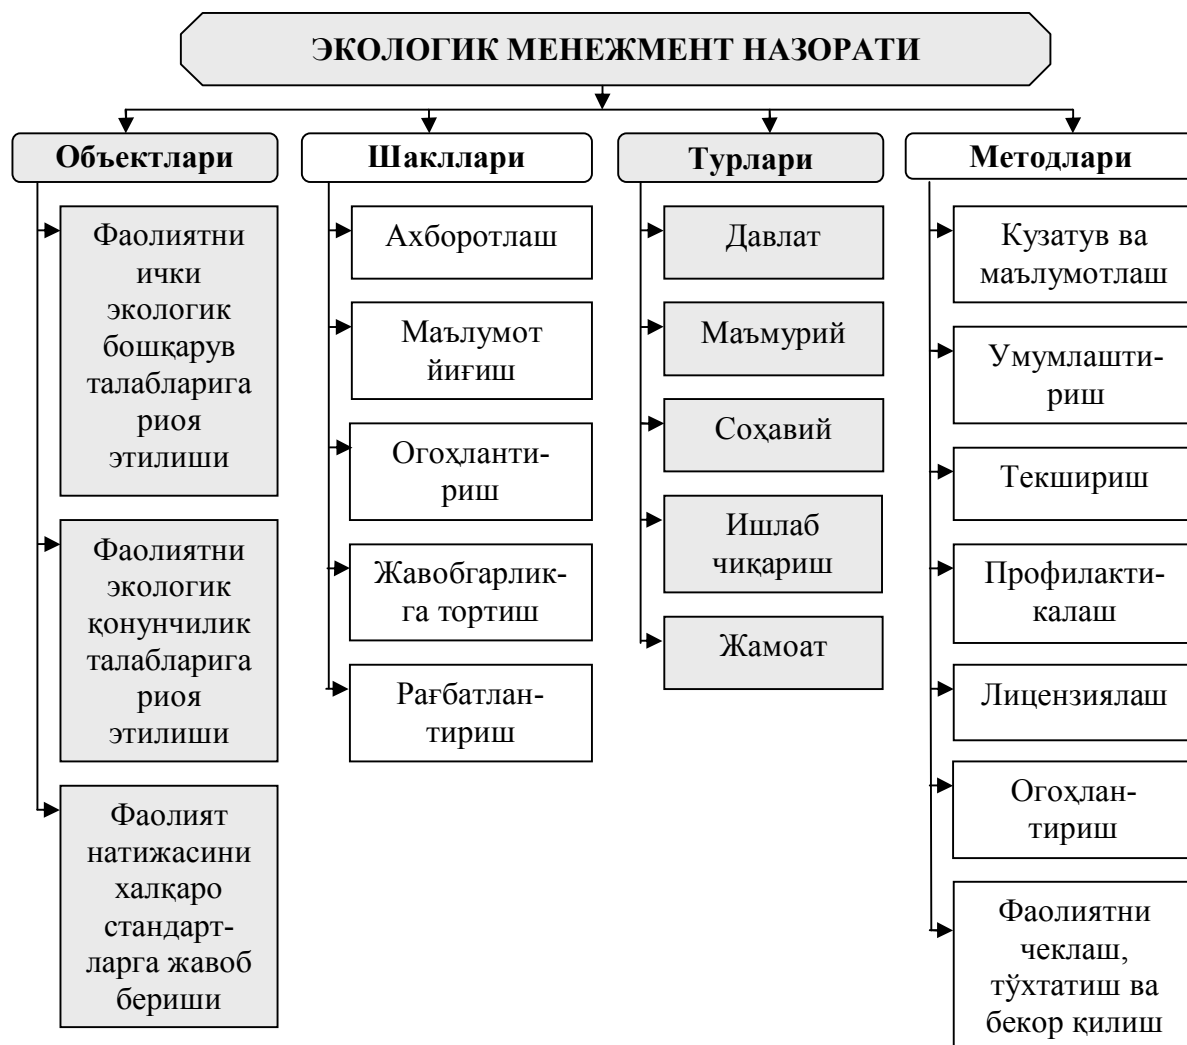 ЭКОЛОГИК МЕНЕЖМЕНТ НАЗОРАТИ
Объектлари
Фаолиятни
ички
экологик
бошқарув
талабларига
риоя
этилиши
Фаолиятни
экологик
қонунчилик
талабларига
риоя
этилиши
Фаолият
натижасини
халқаро
стандарт-
ларга жавоб
бериши
Шакллари
Ахборотлаш
Маълумот
йиғиш
Огоҳланти-
риш
Жавобгарлик-
га тортиш
Рағбатлан-
тириш
Турлари
Давлат
Маъмурий
Соҳавий
Ишлаб
чиқариш
Жамоат
Методлари
Кузатув ва
маълумотлаш
Умумлашти-
риш
Текшириш
Профилакти-
калаш
Лицензиялаш
Огоҳлан-
тириш
Фаолиятни
чеклаш,
тўхтатиш ва
бекор қилиш